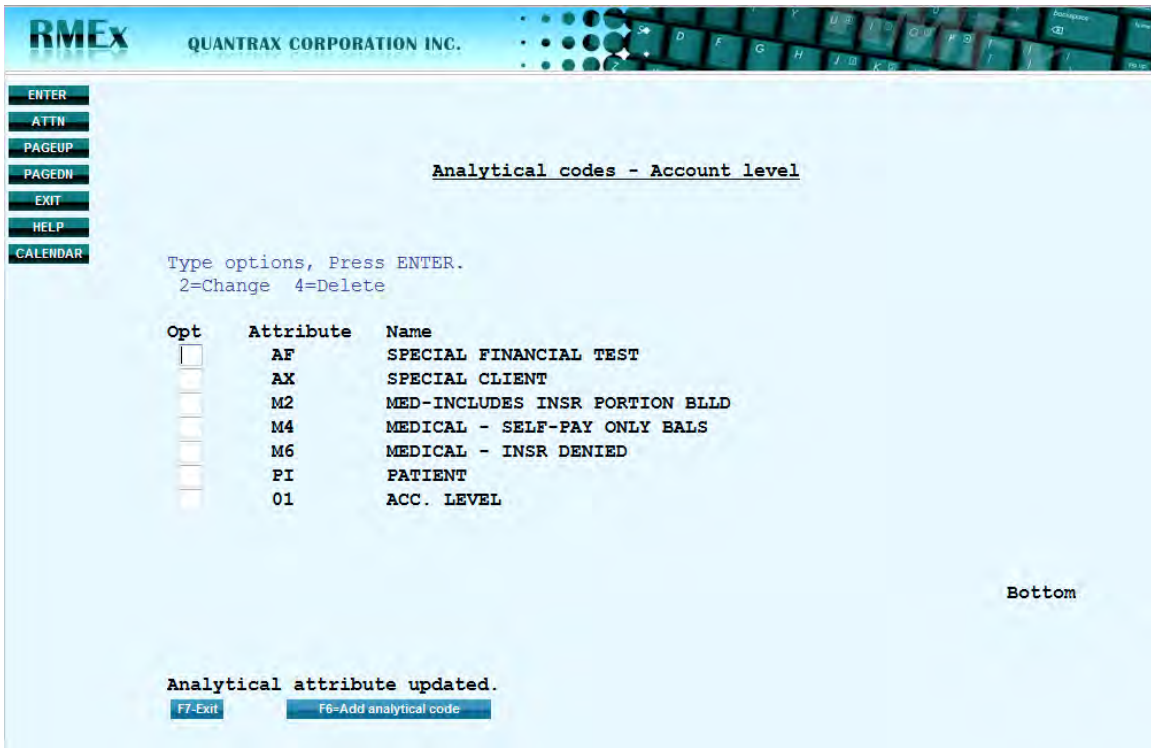 RMEx QUANTRAX CORPORATION INC.
ENTER
ATTN
PAGEUP
PAGEDN
EXIT
HELP
CALENDAR
Analytical codes - Account level
Type options, Press ENTER.
2=Change 4=Delete
Opt Attribute Name
AF SPECIAL FINANCIAL TEST
AX SPECIAL CLIENT
M2 MED-INCLUDES INSR PORTION BLLD
M4 MEDICAL - SELF-PAY ONLY BALS
M6 MEDICAL - INSR DENIED
PI PATIENT
01 ACC. LEVEL
Bottom
Analytical attribute updated.
F7-Exit F6=Add analytical code